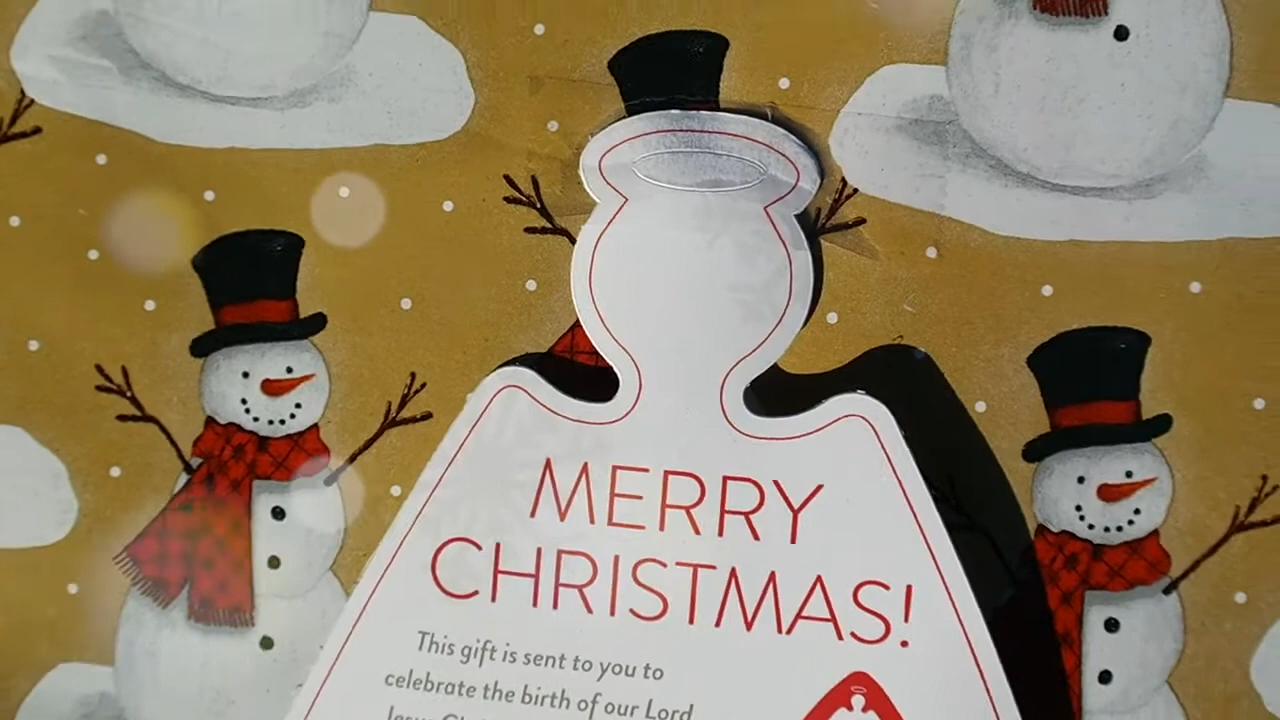 MERRY
CHRISTMAS!
This gift is sent to you to
celebrate the birth of our Lord